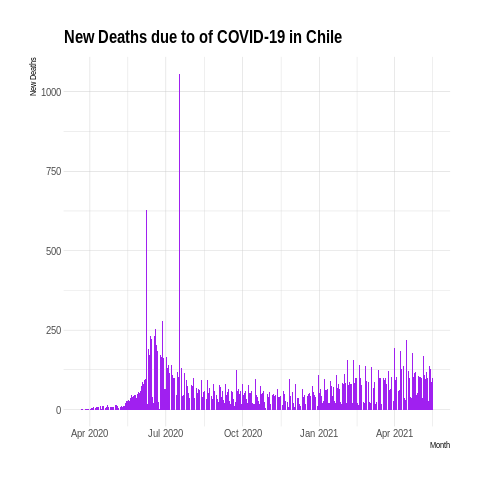 New Deaths due to of COVID-19 in Chile
New Deaths
1000
750
500
250
0
Apr 2020
Jul 2020
Oct 2020
Jan 2021
Apr 2021
Month